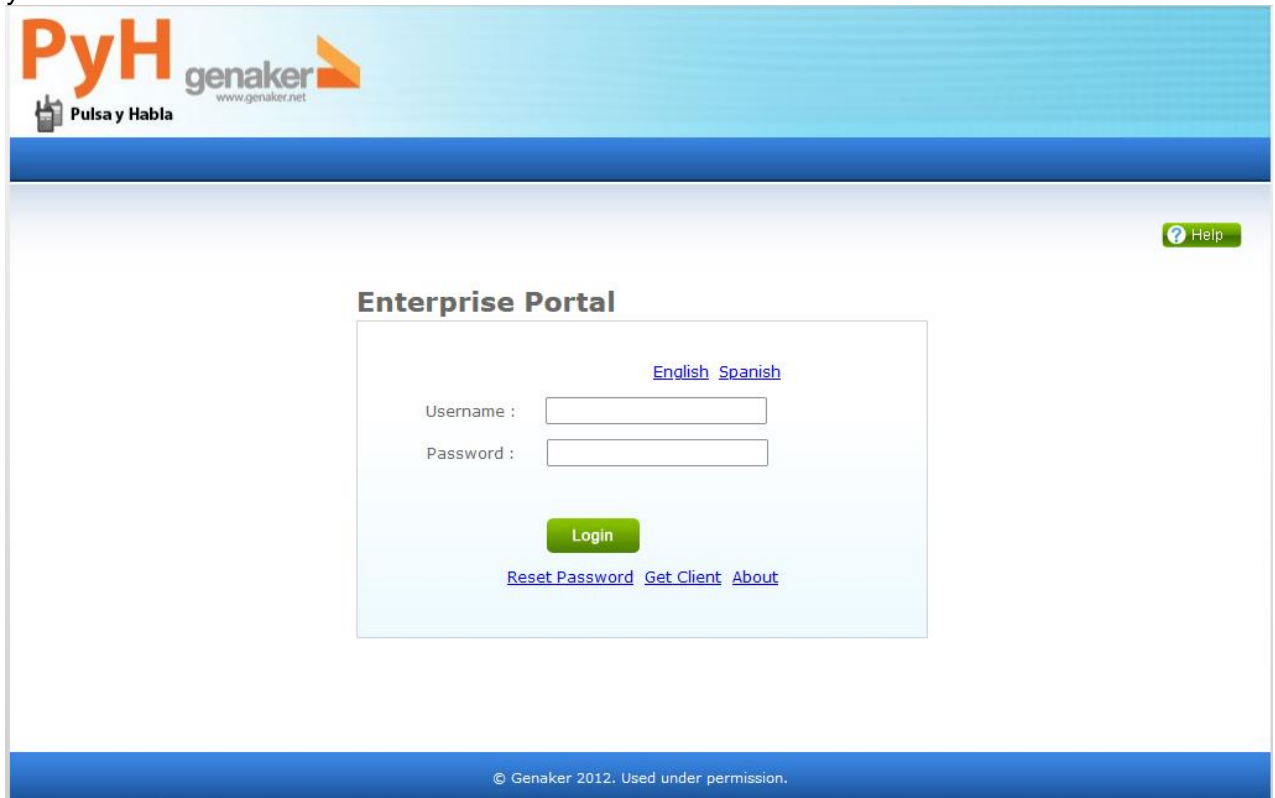 PyH
genaker
www.genaker.net
Pulsa y Habla
? Help
Enterprise Portal
English Spanish
Username :
Password :
Login
Reset Password Get Client About
© Genaker 2012. Used under permission.